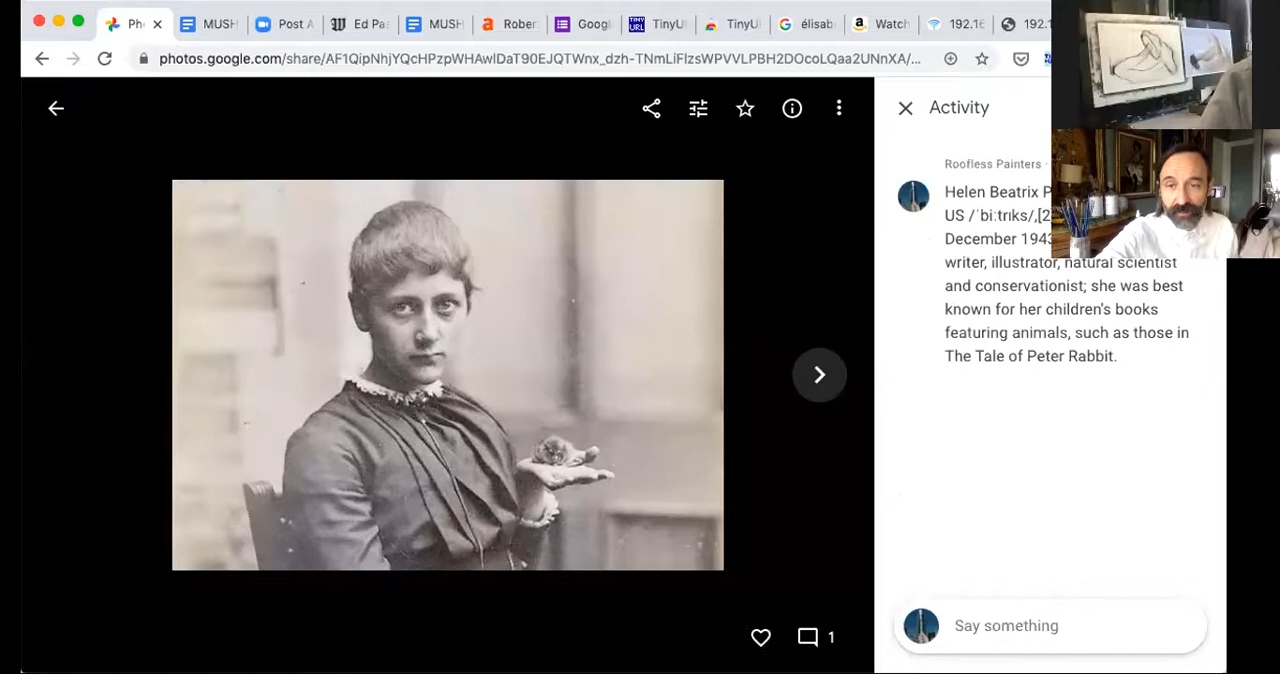 Pho
MUSH
Post A
Ed Pa
MUSH
Rober
Googl
TinyU
TinyU
élisab
Watch
192.16
192.1
photos.google.com/share/AF1QipNhjYQcHPzpWHAwlDaT90EJQTWnx_dzh-TNmLiFlzsWPVVLPBH2DOcoLQaa2UNnXA/...
Activity
Roofless Painters ·
Helen Beatrix P
US /ˈbiːtrɪks/,[2
December 1943
writer, illustrator, natural scientist
and conservationist; she was best
known for her children's books
featuring animals, such as those in
The Tale of Peter Rabbit.
1
Say something